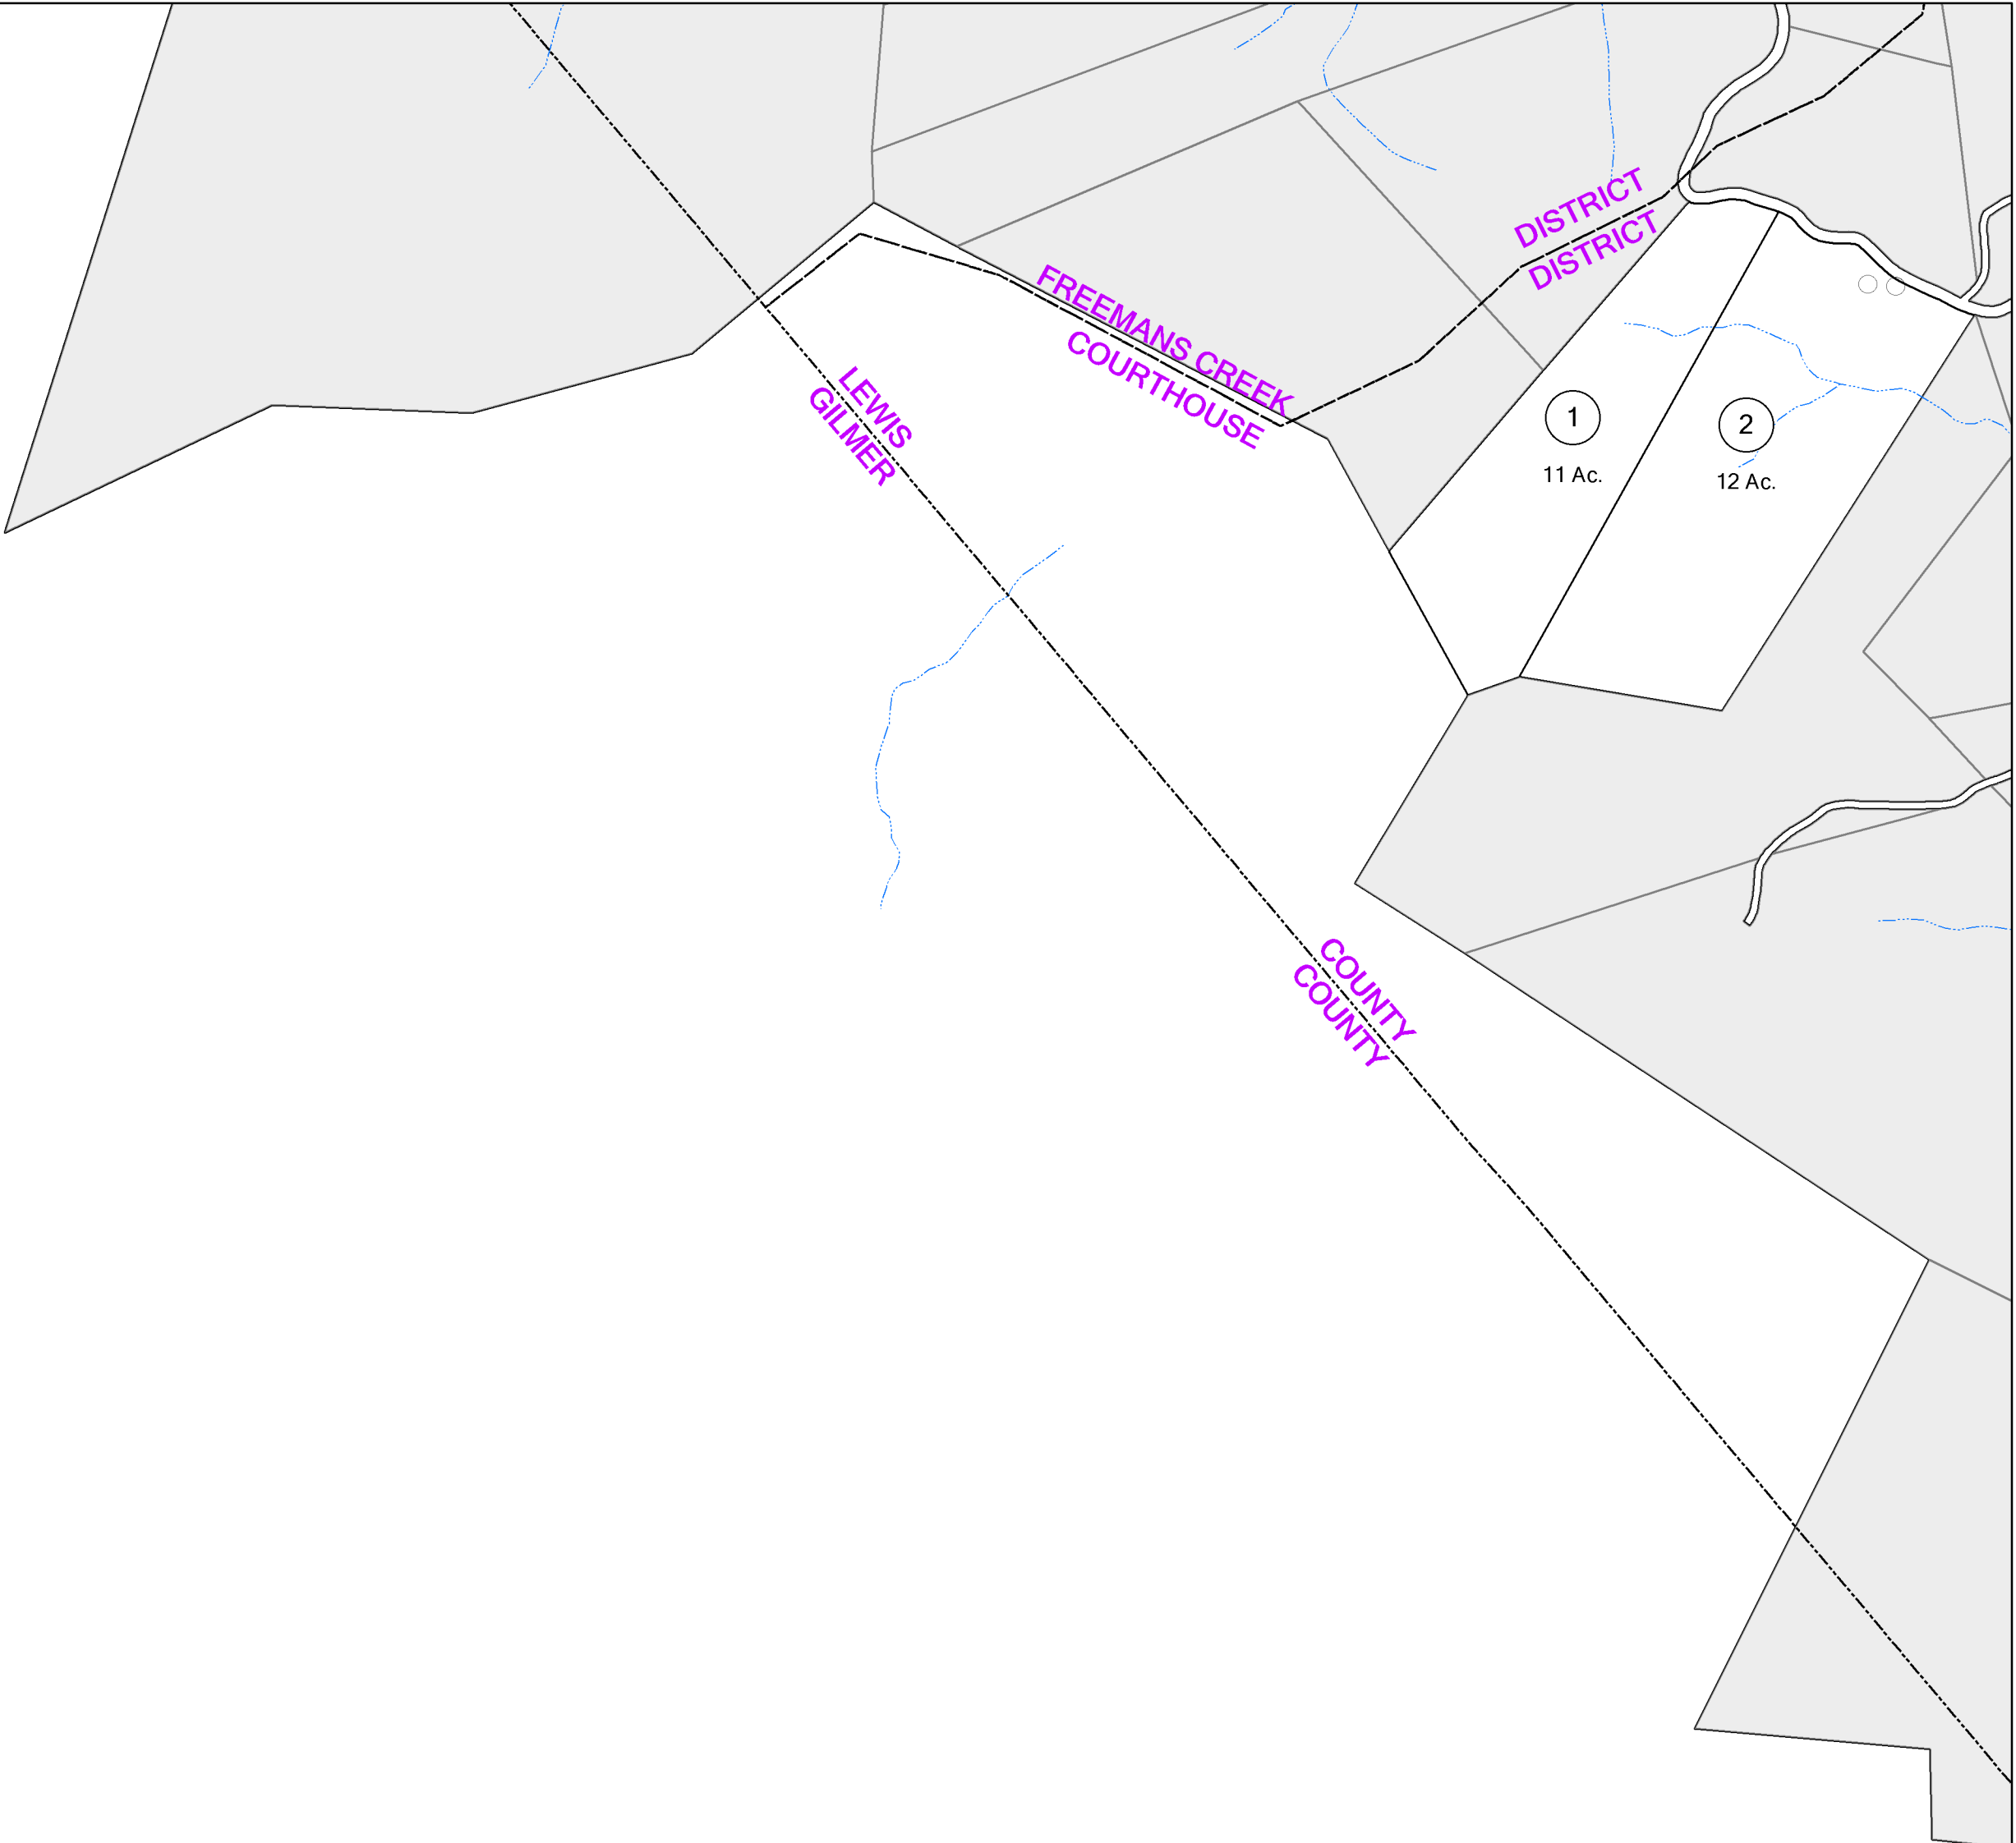 DISTRICT
DISTRICT
FREEMANS CREEK
COURTHOUSE
LEWIS
GILMER
1
11 Ac.
2
12 Ac.
COUNTY
COUNTY